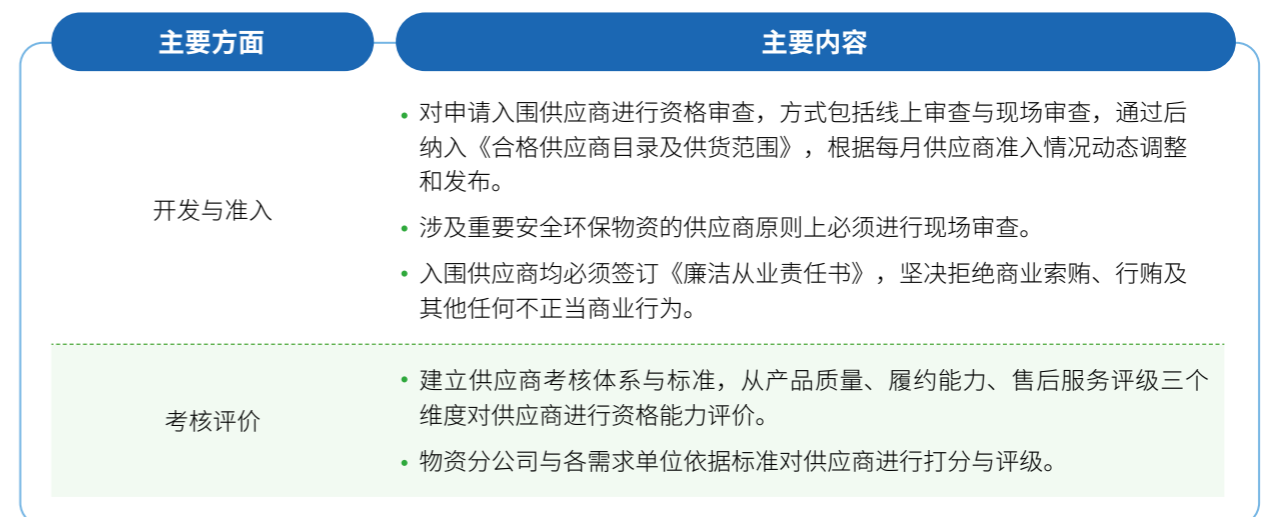 主要方面
主要内容
开发与准入
• 对申请入围供应商进行资格审查，方式包括线上审查与现场审查，通过后
纳入《合格供应商目录及供货范围》，根据每月供应商准入情况动态调整
和发布。
• 涉及重要安全环保物资的供应商原则上必须进行现场审查。
• 入围供应商均必须签订《廉洁从业责任书》，坚决拒绝商业索贿、行贿及
其他任何不正当商业行为。
考核评价
• 建立供应商考核体系与标准，从产品质量、履约能力、售后服务评级三个
维度对供应商进行资格能力评价。
• 物资分公司与各需求单位依据标准对供应商进行打分与评级。